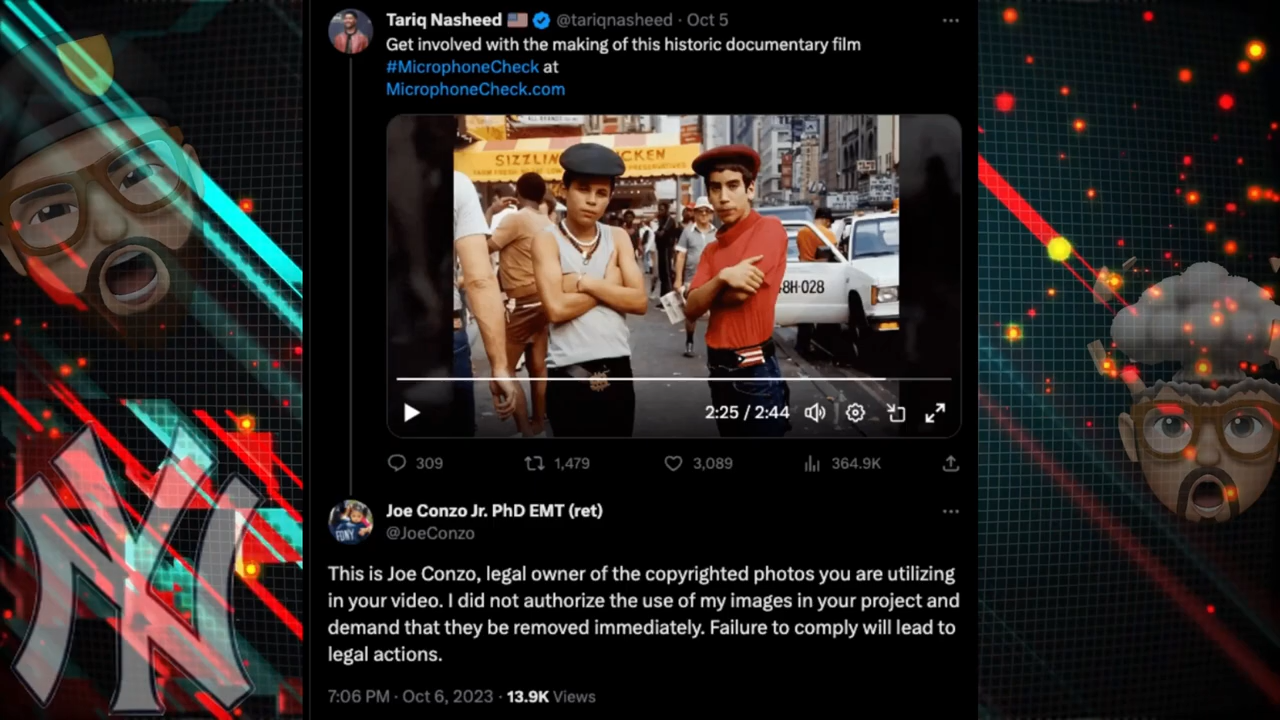 Tariq Nasheed 🇺🇸 @tariqnasheed · Oct 5
Get involved with the making of this historic documentary film
#MicrophoneCheck at
MicrophoneCheck.com
SIZZLIN CKEN
8H·028
2:25 / 2:44
309 1,479 3,089 364.9K
Joe Conzo Jr. PhD EMT (ret)
@JoeConzo
FDNY
This is Joe Conzo, legal owner of the copyrighted photos you are utilizing
in your video. I did not authorize the use of my images in your project and
demand that they be removed immediately. Failure to comply will lead to
legal actions.
7:06 PM · Oct 6, 2023 · 13.9K Views
NY